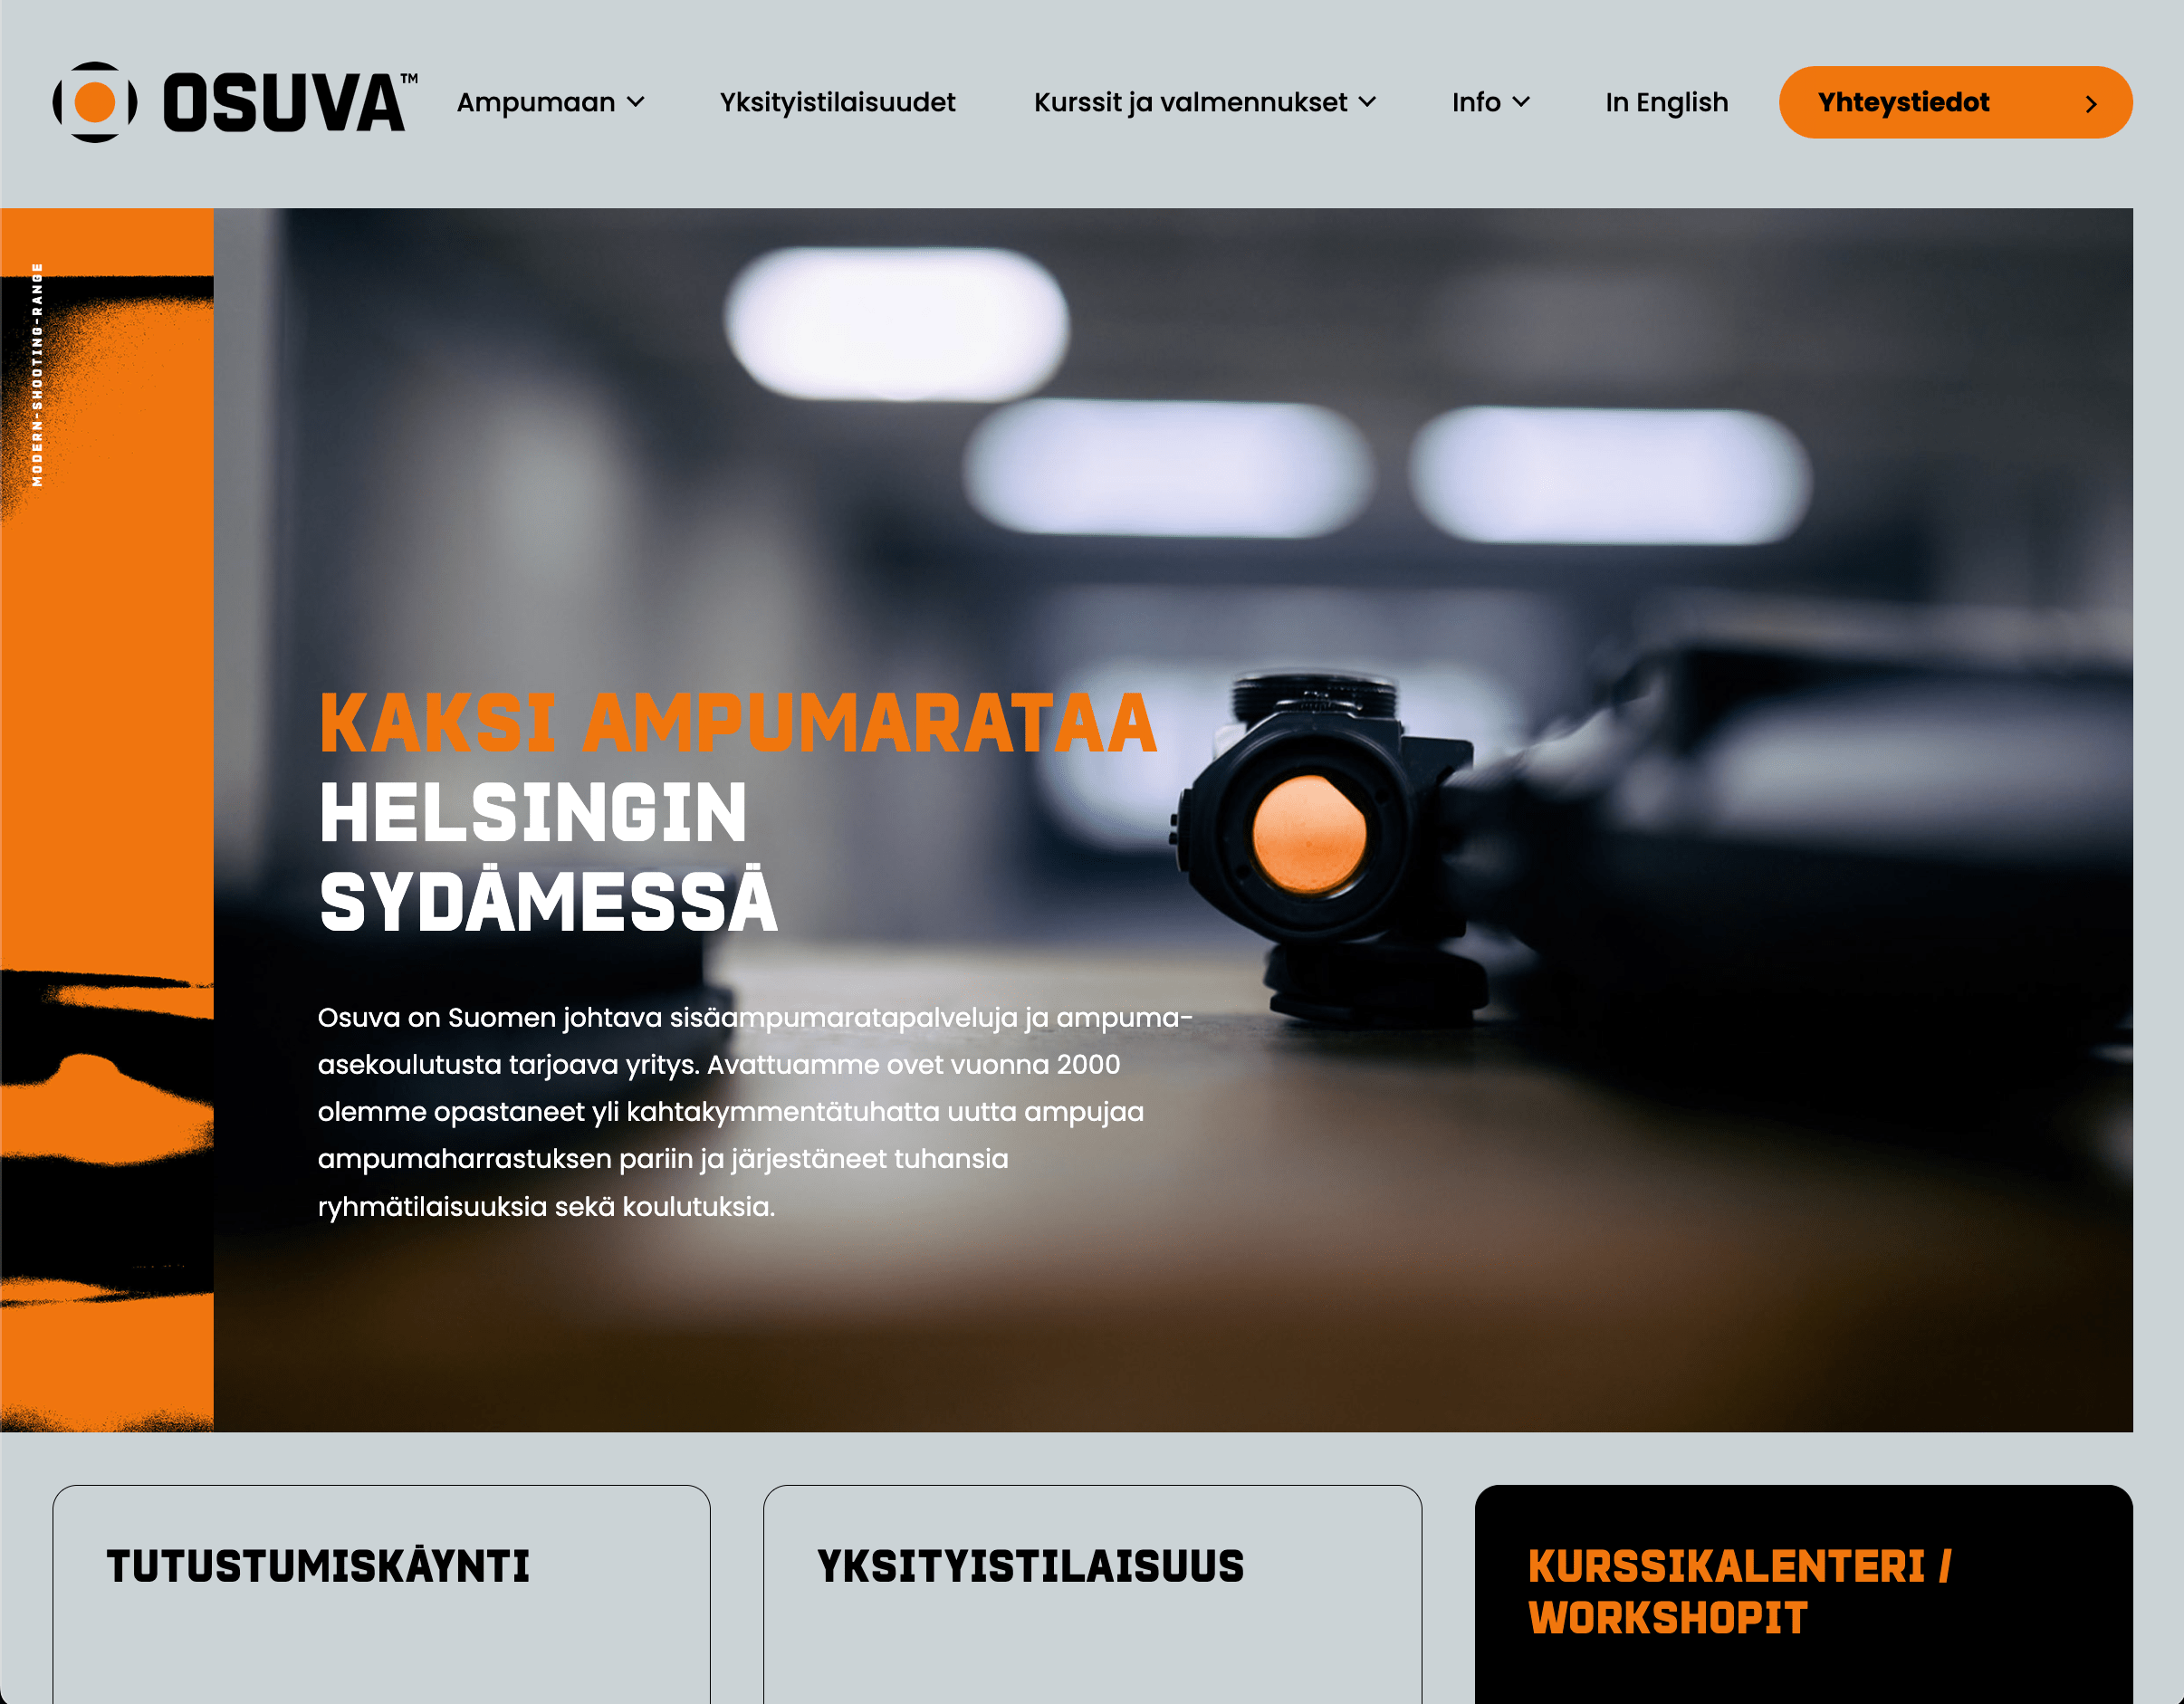 OSUVA™
Ampumaan
Yksityistilaisuudet
Kurssit ja valmennukset
Info
In English
Yhteystiedot
MODERN-SHOOTING-RANGE
KAKSI AMPUMARATAA
HELSINGIN
SYDÄMESSÄ
Osuva on Suomen johtava sisäampumaratapalveluja ja ampuma-
asekoulutusta tarjoava yritys. Avattuamme ovet vuonna 2000
olemme opastaneet yli kahtakymmentätuhatta uutta ampujaa
ampumaharrastuksen pariin ja järjestäneet tuhansia
ryhmätilaisuuksia sekä koulutuksia.
TUTUSTUMISKÄYNTI
YKSITYISTILAISUUS
KURSSIKALENTERI /
WORKSHOPIT